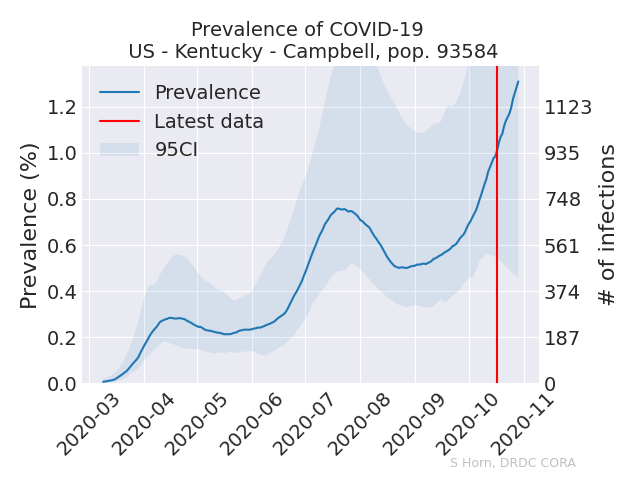 Prevalence of COVID-19
US - Kentucky - Campbell, pop. 93584
Prevalence
Latest data
95CI
Prevalence (%)
1.2
1.0
0.8
0.6
0.4
0.2
0.0
1123
935
748
561
374
187
0
# of infections
2020-03
2020-04
2020-05
2020-06
2020-07
2020-08
2020-09
2020-10
2020-11
S Horn, DRDC CORA